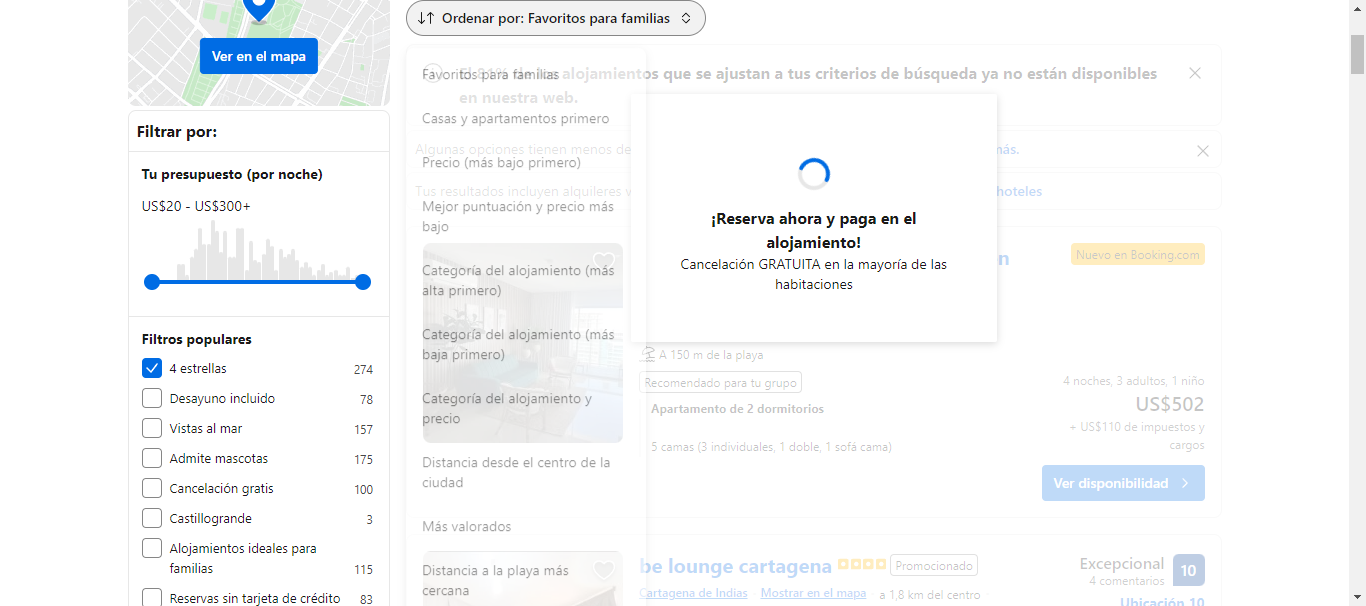 Ver en el mapa
Filtrar por:
Tu presupuesto (por noche)
US$20 - US$300+
Filtros populares
4 estrellas 274
Desayuno incluido 78
Vistas al mar 157
Admite mascotas 175
Cancelación gratis 100
Castillogrande 3
Alojamientos ideales para
familias 115
Reservas sin tarjeta de crédito 83
Ordenar por: Favoritos para familias
Favoritos para familias
Casas y apartamentos primero
Precio (más bajo primero)
Mejor puntuación y precio más
bajo
Categoría del alojamiento (más
alta primero)
Categoría del alojamiento (más
baja primero)
Categoría del alojamiento y
precio
Distancia desde el centro de la
ciudad
Más valorados
Distancia a la playa más
cercana
El 81% de los alojamientos que se ajustan a tus criterios de búsqueda ya no están disponibles
en nuestra web.
Algunas opciones tienen menos de
más.
Tus resultados incluyen alquileres
hoteles
¡Reserva ahora y paga en el
alojamiento!
Cancelación GRATUITA en la mayoría de las
habitaciones
Nuevo en Booking.com
A 150 m de la playa
Recomendado para tu grupo
Apartamento de 2 dormitorios
5 camas (3 individuales, 1 doble, 1 sofá cama)
4 noches, 3 adultos, 1 niño
US$502
+ US$110 de impuestos y
cargos
Ver disponibilidad
be lounge cartagena
Promocionado
Cartagena de Indias Mostrar en el mapa a 1,8 km del centro
Excepcional 10
4 comentarios
Ubicación 10